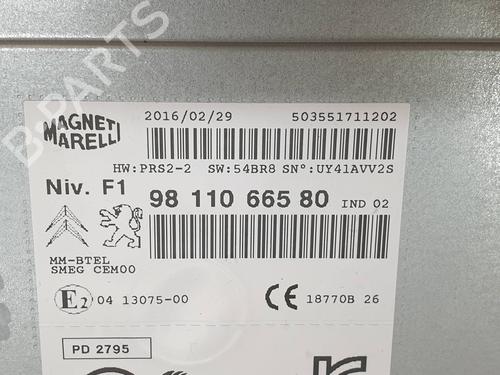 MAGNETI
MARELLI
2016/02/29 503551711202
HW:PRS2-2 SW:54BR8 SN°:UY41AVV2S
Niv. F1 98 110 665 80 IND 02
MM-BTEL
SMEG CEM00
E2 04 13075-00 CE 18770B 26
PD 2795
B-PARTS